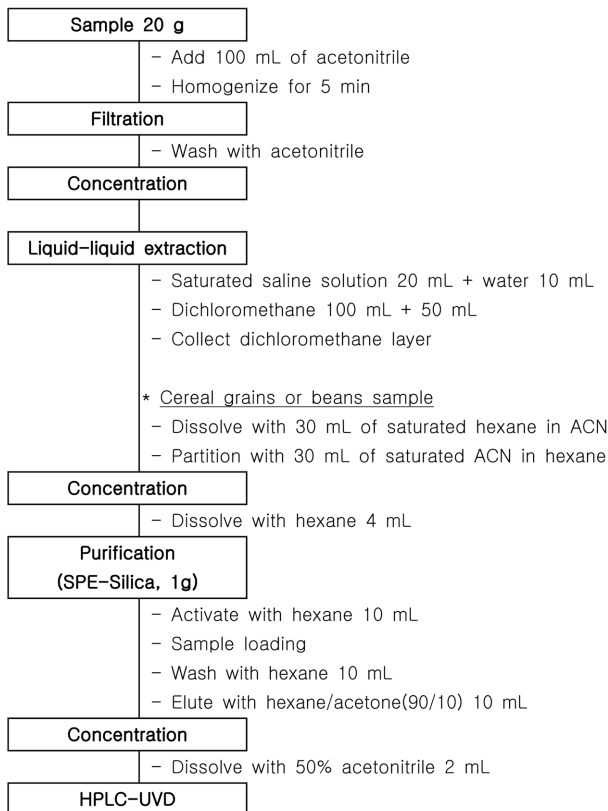 Sample 20 g
- Add 100 mL of acetonitrile
- Homogenize for 5 min
Filtration
- Wash with acetonitrile
Concentration
Liquid-liquid extraction
- Saturated saline solution 20 mL + water 10 mL
- Dichloromethane 100 mL + 50 mL
- Collect dichloromethane layer
* Cereal grains or beans sample
- Dissolve with 30 mL of saturated hexane in ACN
- Partition with 30 mL of saturated ACN in hexane
Concentration
- Dissolve with hexane 4 mL
Purification
(SPE-Silica, 1g)
- Activate with hexane 10 mL
- Sample loading
- Wash with hexane 10 mL
- Elute with hexane/acetone(90/10) 10 mL
Concentration
- Dissolve with 50% acetonitrile 2 mL
HPLC-UVD